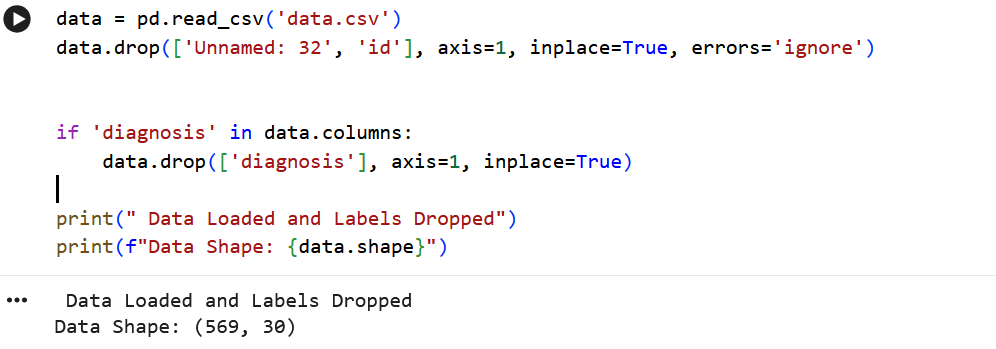 data = pd.read_csv('data.csv')
data.drop(['Unnamed: 32', 'id'], axis=1, inplace=True, errors='ignore')
if 'diagnosis' in data.columns:
    data.drop(['diagnosis'], axis=1, inplace=True)
print(" Data Loaded and Labels Dropped")
print(f"Data Shape: {data.shape}")
 Data Loaded and Labels Dropped
Data Shape: (569, 30)